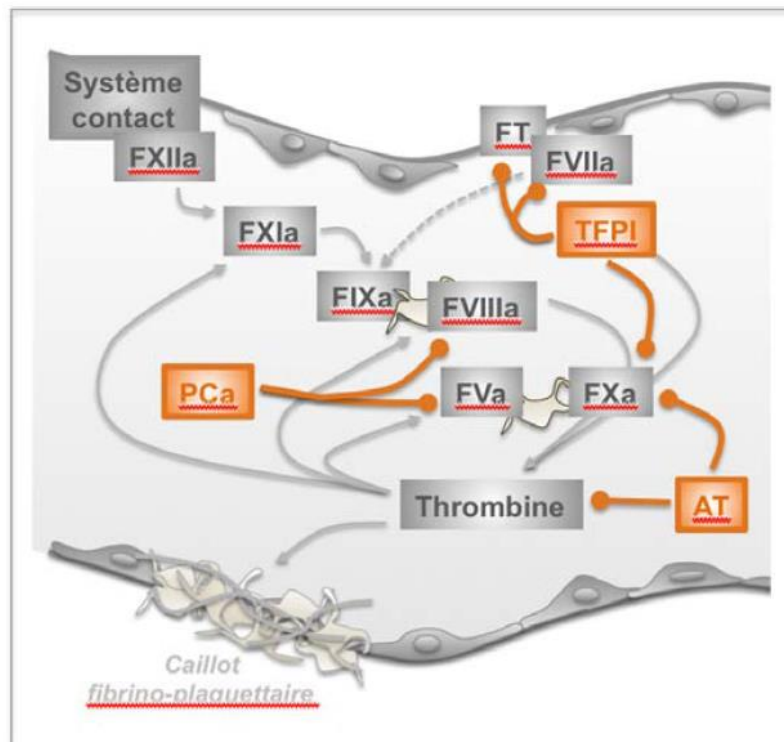 Système
contact
FXIIa
FT
FVIIa
FXIa
TFPI
FIXa
FVIIIa
PCa
FVa
FXa
Thrombine
AT
Caillot
fibrino-plaquettaire